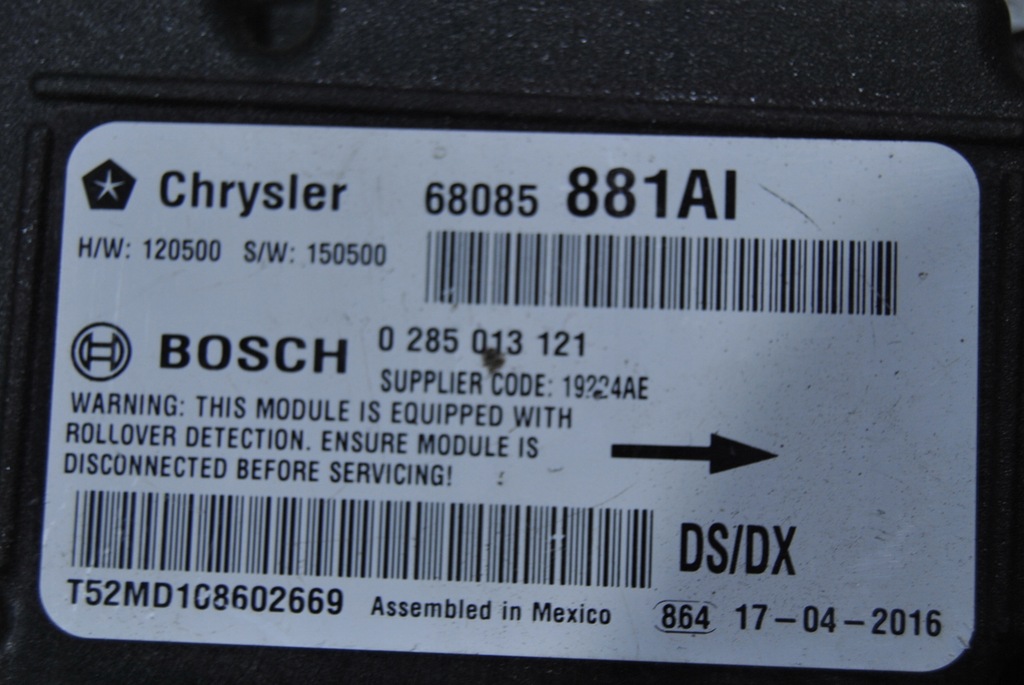 Chrysler 68085 881AI
H/W: 120500 S/W: 150500
BOSCH 0 285 013 121
SUPPLIER CODE: 19224AE
WARNING: THIS MODULE IS EQUIPPED WITH
ROLLOVER DETECTION. ENSURE MODULE IS
DISCONNECTED BEFORE SERVICING!
DS/DX
T52MD108602669 Assembled in Mexico 864 17-04-2016